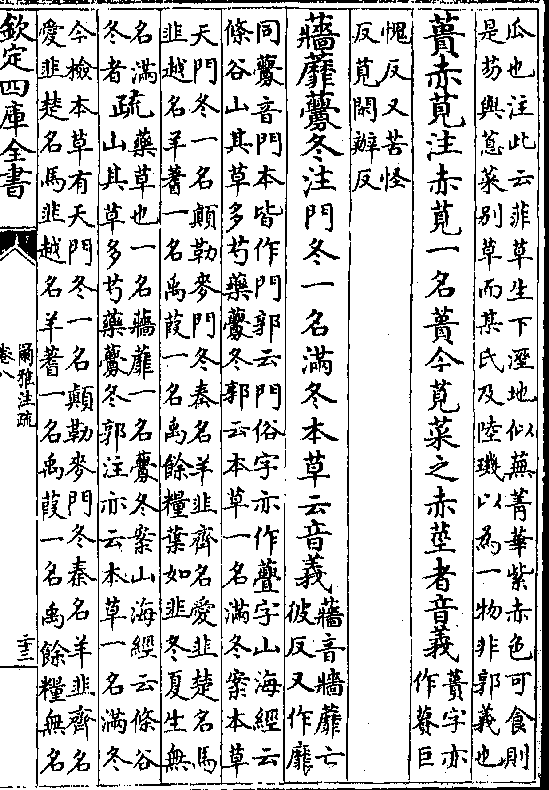 瓜也注此云菲草生下溼地似蕪菁華紫赤色可食則
是芴與葸菜别草而某氏及陸璣以為一物非郭義也
蕢赤莧注赤莧一名蕢今莧菜之赤莖者音義蕢字亦
作蔶巨
愧反又苦怪
反莧閑辦反
蘠蘼虋冬注門冬一名滿冬本草云音義蘠音牆蘼亡
彼反又作靡
同虋音門本皆作門郭云門俗字亦作虋字山海經云
條谷山其草多芍藥虋冬郭云本草一名滿冬案本草
天門冬一名顛勒麥門冬秦名羊韭齊名愛韭楚名馬
韭越名羊蓍一名禹葭一名禹餘糧葉如韭冬夏生無
名滿
冬者
疏藥草也一名蘠蘼一名虋冬案山海經云條谷
山其草多芍藥虋冬郭注亦云本草一名滿冬
今檢本草有天門冬一名顛勒麥門冬秦名羊韭齊名
愛韭楚名馬韭越名羊蓍一名禹葭一名禹餘糧無名
欽定四庫全書
爾雅注疏
卷八
二十三